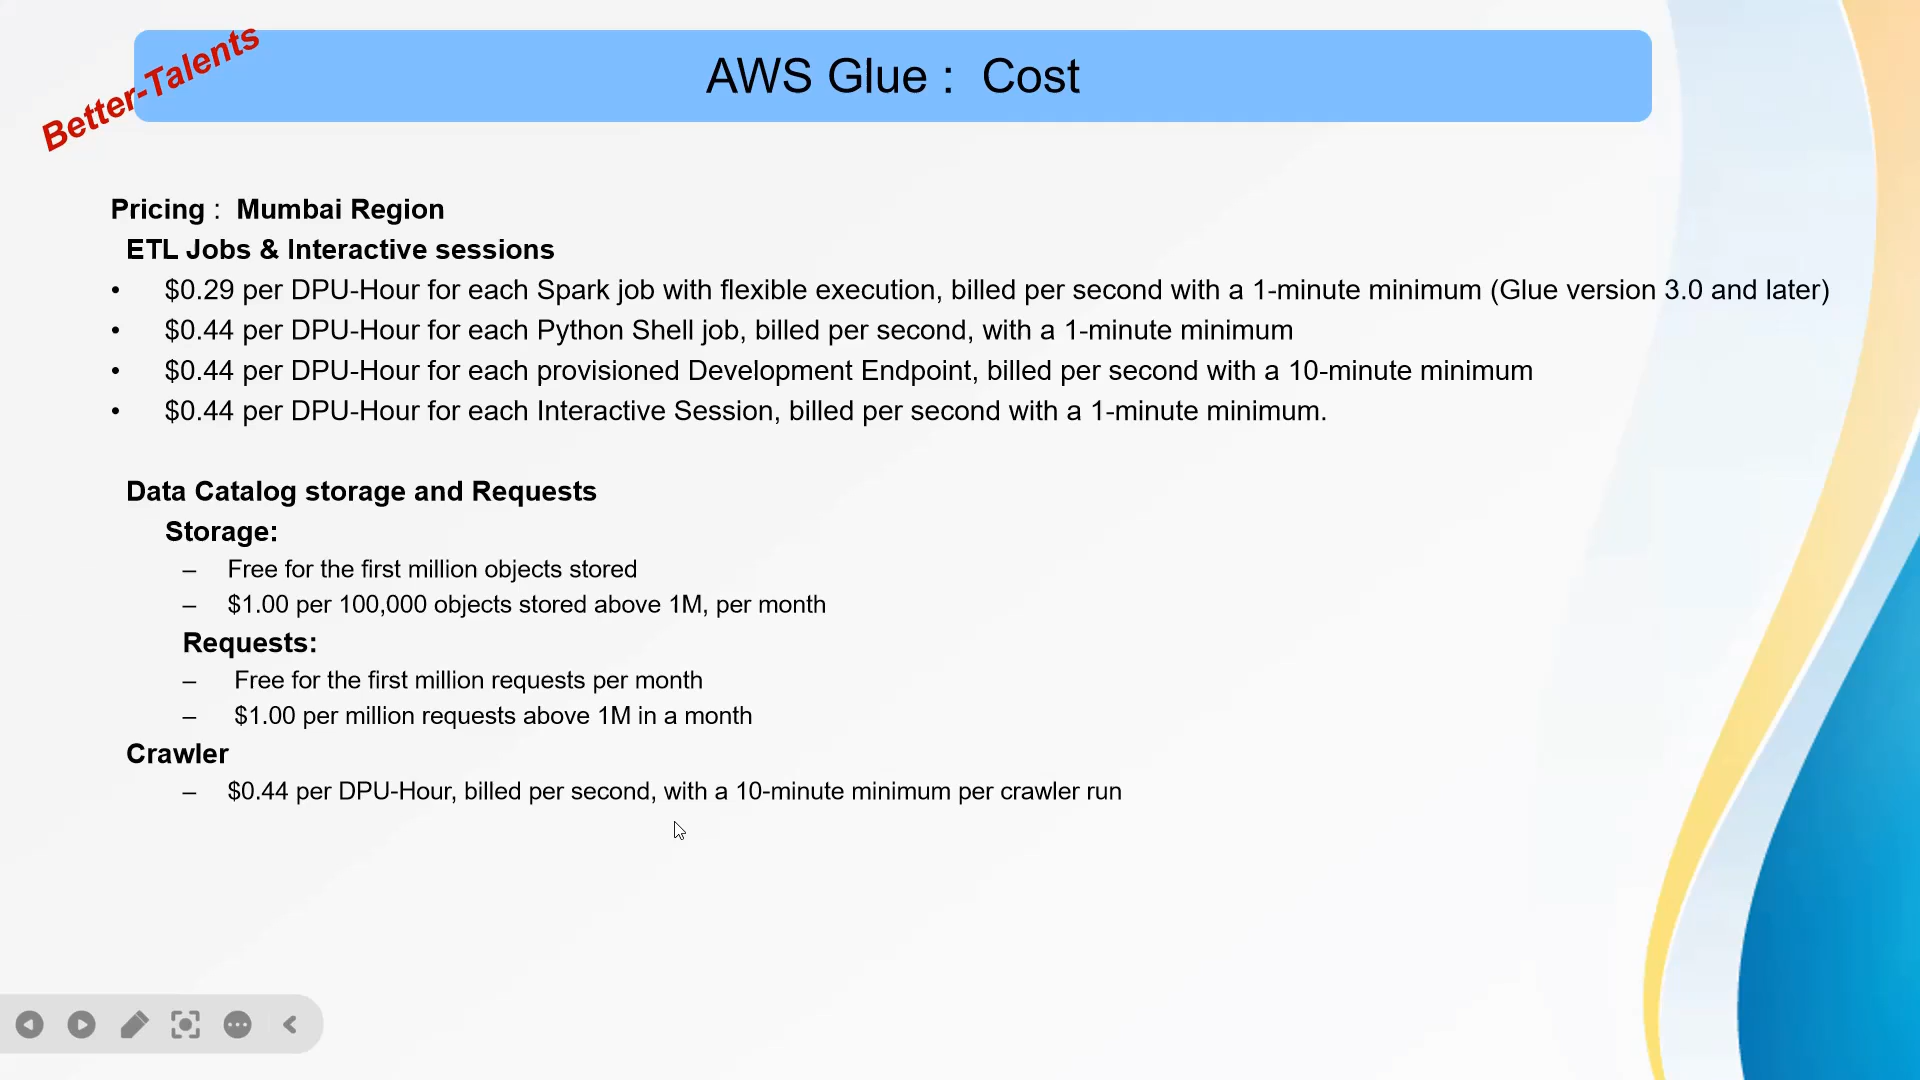 Better-Talents
AWS Glue :  Cost
Pricing :  Mumbai Region
ETL Jobs & Interactive sessions
• $0.29 per DPU-Hour for each Spark job with flexible execution, billed per second with a 1-minute minimum (Glue version 3.0 and later)
• $0.44 per DPU-Hour for each Python Shell job, billed per second, with a 1-minute minimum
• $0.44 per DPU-Hour for each provisioned Development Endpoint, billed per second with a 10-minute minimum
• $0.44 per DPU-Hour for each Interactive Session, billed per second with a 1-minute minimum.
Data Catalog storage and Requests
Storage:
– Free for the first million objects stored
– $1.00 per 100,000 objects stored above 1M, per month
Requests:
– Free for the first million requests per month
– $1.00 per million requests above 1M in a month
Crawler
– $0.44 per DPU-Hour, billed per second, with a 10-minute minimum per crawler run